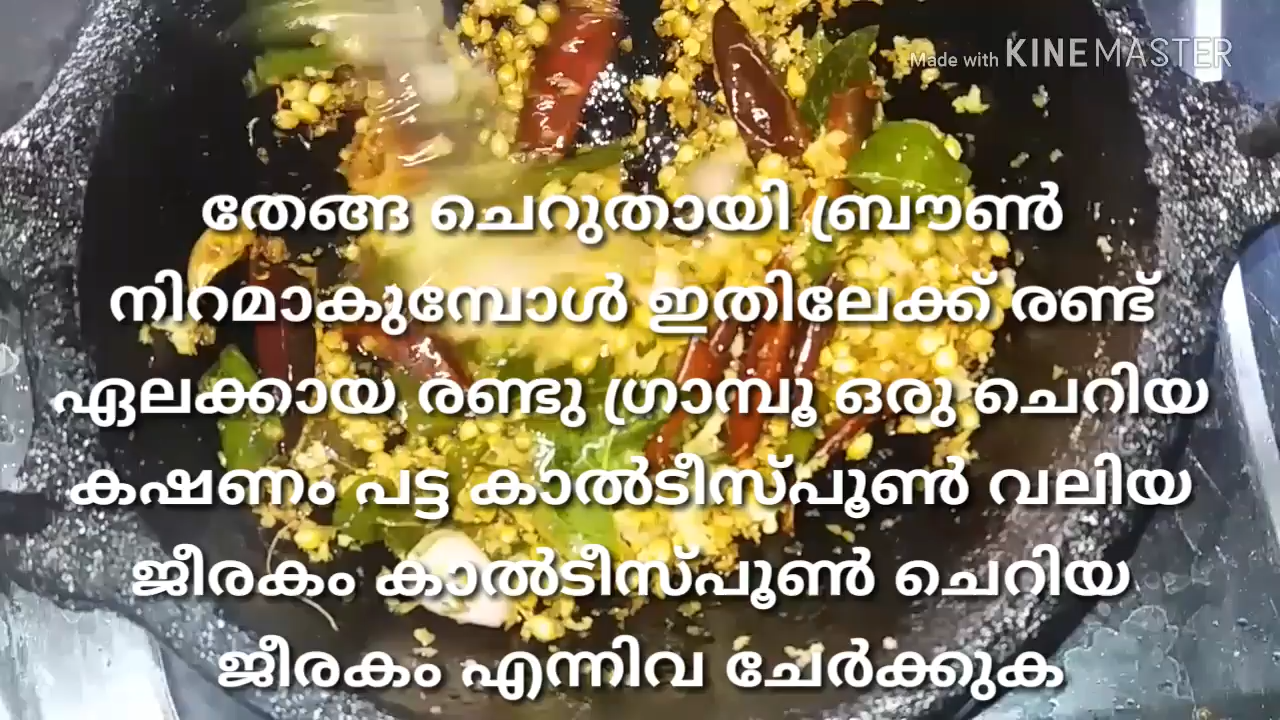 Made with KINEMASTER
തേങ്ങ ചെറുതായി ബ്രൗൺ
നിറമാകുമ്പോൾ ഇതിലേക്ക് രണ്ട്
ഏലക്കായ രണ്ടു ഗ്രാമ്പൂ ഒരു ചെറിയ
കഷണം പട്ട കാൽടീസ്പൂൺ വലിയ
ജീരകം കാൽടീസ്പൂൺ ചെറിയ
ജീരകം എന്നിവ ചേർക്കുക